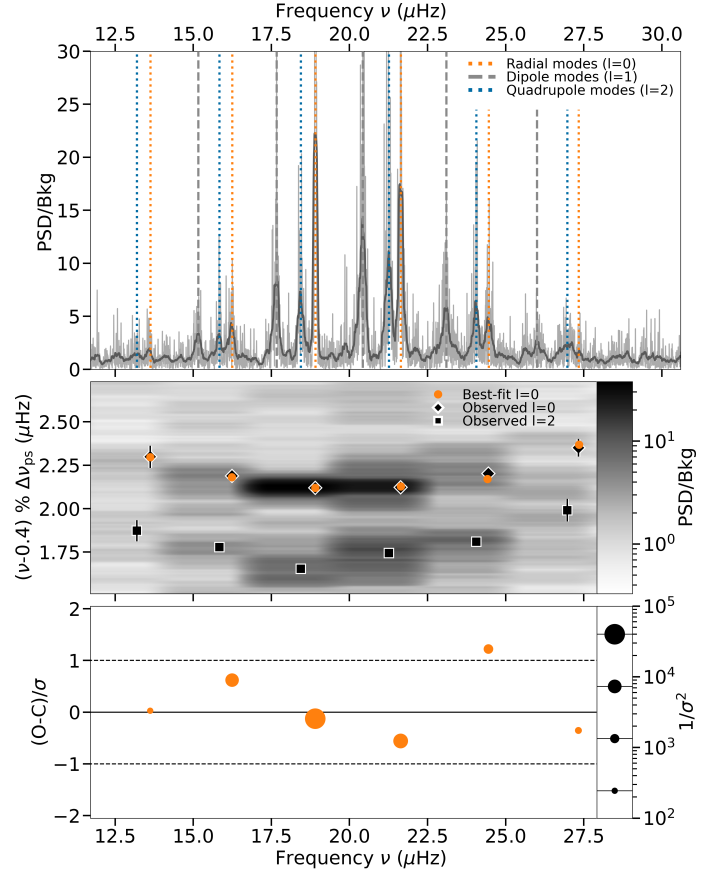 Frequency ν (μHz)
12.5 15.0 17.5 20.0 22.5 25.0 27.5 30.0
30
25
20
15
10
5
0
PSD/Bkg
Radial modes (l=0)
Dipole modes (l=1)
Quadrupole modes (l=2)
2.50
2.25
2.00
1.75
(ν-0.4) % Δνps (μHz)
Best-fit l=0
Observed l=0
Observed l=2
10¹
10⁰
PSD/Bkg
2
1
0
−1
−2
(O-C)/σ
10⁵
10⁴
10³
10²
1/σ²
12.5 15.0 17.5 20.0 22.5 25.0 27.5
Frequency ν (μHz)